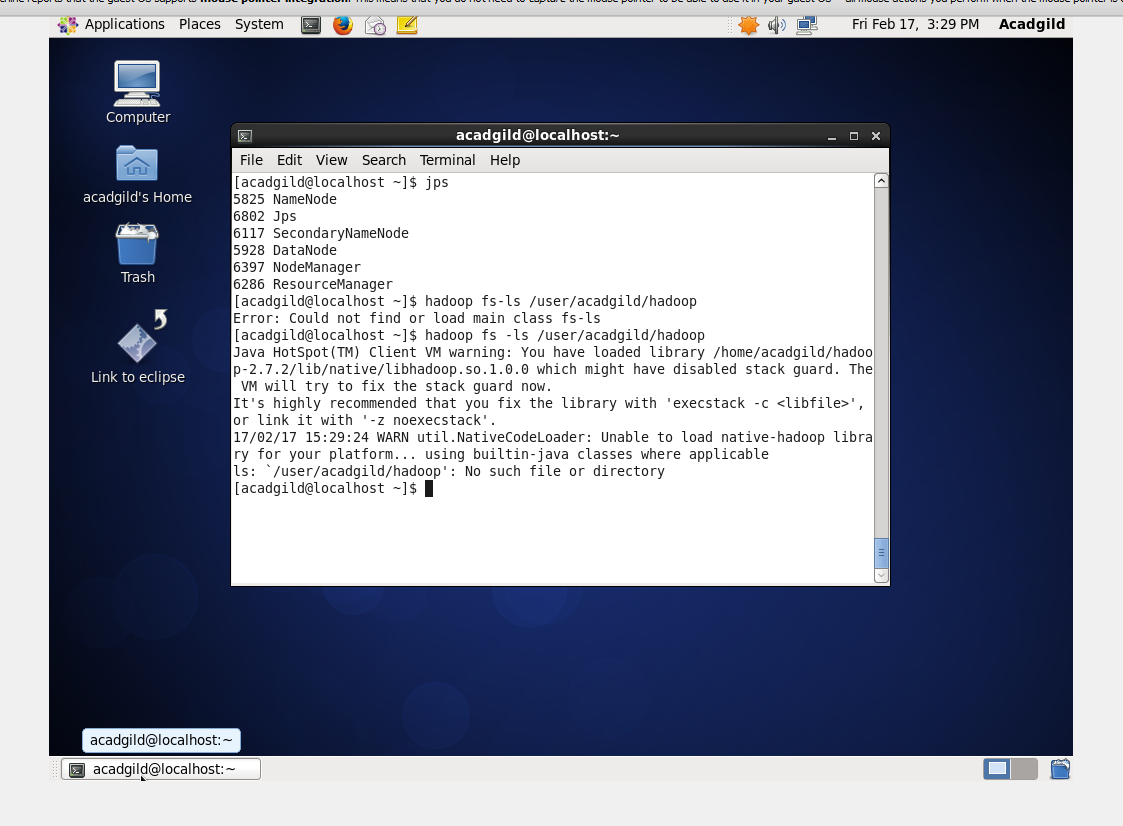 machine reports that the guest OS supports mouse pointer integration. This means that you do not need to capture the mouse pointer to be able to use it in your guest OS -- all mouse actions you perform when the mouse pointer is
Applications Places System Fri Feb 17, 3:29 PM Acadgild
Computer
acadgild's Home
Trash
Link to eclipse
acadgild@localhost:~
File Edit View Search Terminal Help
[acadgild@localhost ~]$ jps
5825 NameNode
6802 Jps
6117 SecondaryNameNode
5928 DataNode
6397 NodeManager
6286 ResourceManager
[acadgild@localhost ~]$ hadoop fs-ls /user/acadgild/hadoop
Error: Could not find or load main class fs-ls
[acadgild@localhost ~]$ hadoop fs -ls /user/acadgild/hadoop
Java HotSpot(TM) Client VM warning: You have loaded library /home/acadgild/hadoo
p-2.7.2/lib/native/libhadoop.so.1.0.0 which might have disabled stack guard. The
 VM will try to fix the stack guard now.
It's highly recommended that you fix the library with 'execstack -c <libfile>',
or link it with '-z noexecstack'.
17/02/17 15:29:24 WARN util.NativeCodeLoader: Unable to load native-hadoop libra
ry for your platform... using builtin-java classes where applicable
ls: `/user/acadgild/hadoop': No such file or directory
[acadgild@localhost ~]$
acadgild@localhost:~
acadgild@localhost:~